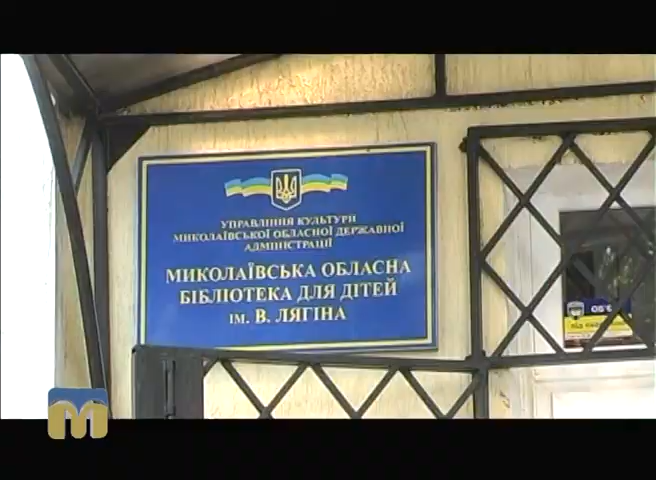 УПРАВЛІННЯ КУЛЬТУРИ
МИКОЛАЇВСЬКОЇ ОБЛАСНОЇ ДЕРЖАВНОЇ
АДМІНІСТРАЦІЇ
МИКОЛАЇВСЬКА ОБЛАСНА
БІБЛІОТЕКА ДЛЯ ДІТЕЙ
ІМ. В. ЛЯГІНА